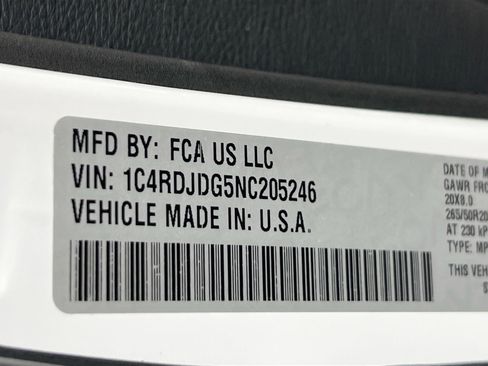 MFD BY: FCA US LLC
VIN: 1C4RDJDG5NC205246
VEHICLE MADE IN: U.S.A.
DATE OF M
GAWR FRC
20X8.0
265/50R20
AT 230 kP
TYPE: MP
THIS VEH